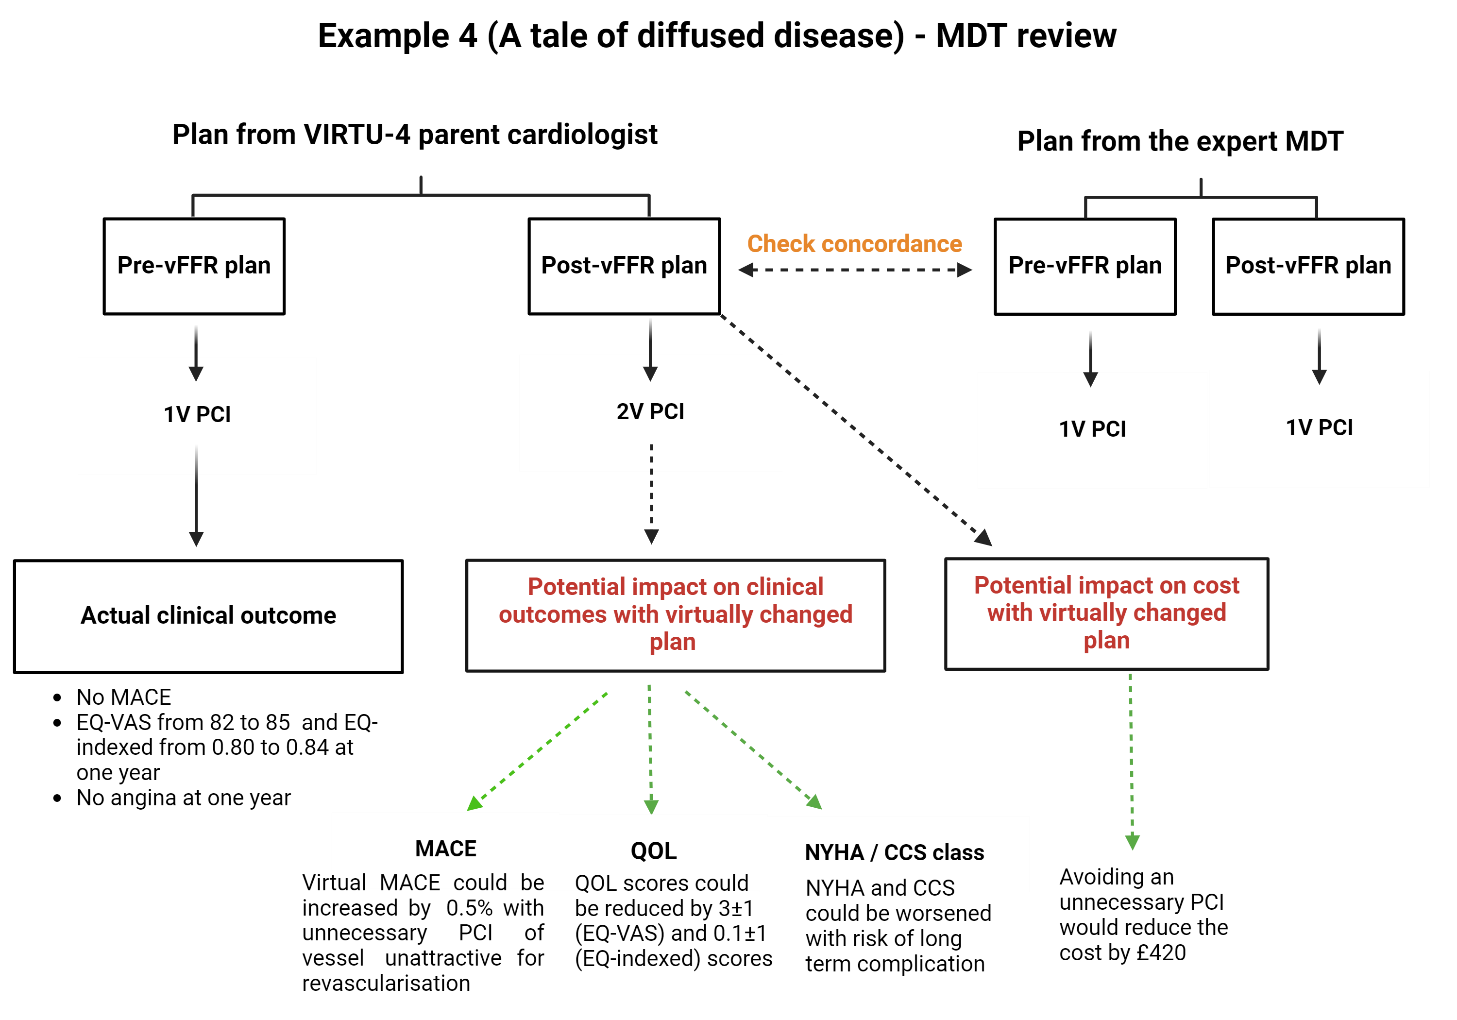 Example 4 (A tale of diffused disease) - MDT review
Plan from VIRTU-4 parent cardiologist
Plan from the expert MDT
Pre-vFFR plan
Post-vFFR plan
Check concordance
Pre-vFFR plan
Post-vFFR plan
1V PCI
2V PCI
1V PCI
1V PCI
Actual clinical outcome
• No MACE
• EQ-VAS from 82 to 85 and EQ-
indexed from 0.80 to 0.84 at
one year
• No angina at one year
Potential impact on clinical
outcomes with virtually changed
plan
Potential impact on cost
with virtually changed
plan
MACE
Virtual MACE could be
increased by 0.5% with
unnecessary PCI of
vessel unattractive for
revascularisation
QOL
QOL scores could
be reduced by 3±1
(EQ-VAS) and 0.1±1
(EQ-indexed) scores
NYHA / CCS class
NYHA and CCS
could be worsened
with risk of long
term complication
Avoiding an
unnecessary PCI
would reduce the
cost by £420